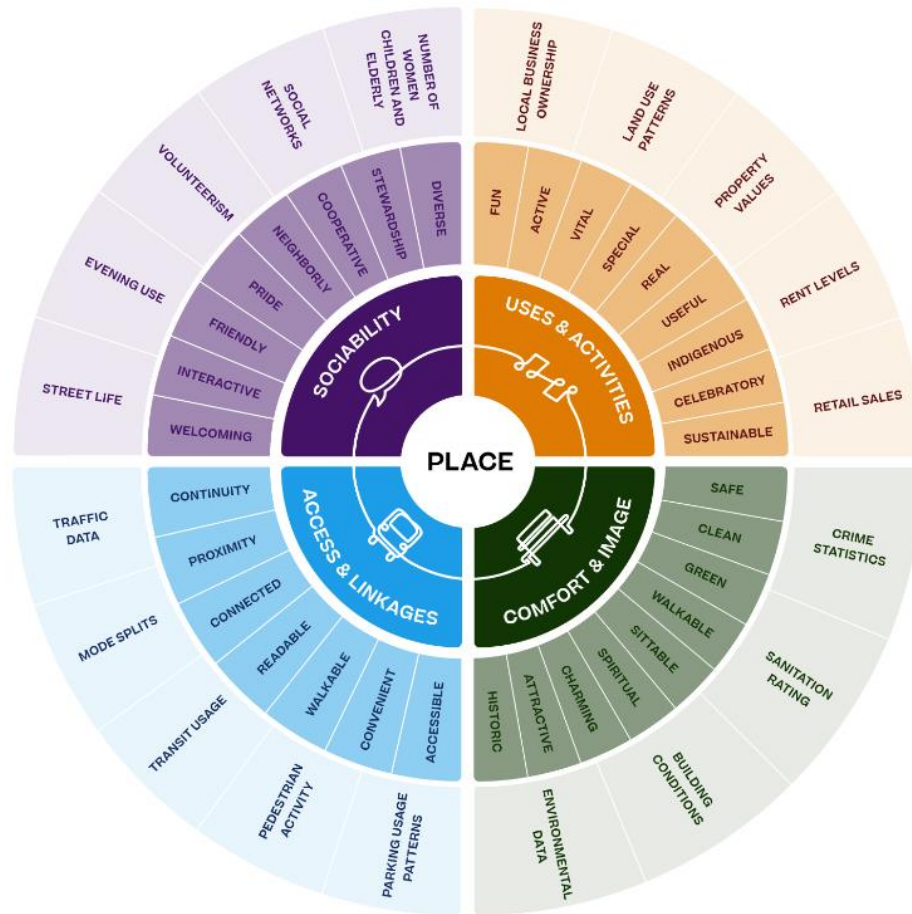 NUMBER OF
WOMEN
CHILDREN AND
ELDERLY
SOCIAL
NETWORKS
VOLUNTEERISM
EVENING USE
STREET LIFE
DIVERSE
STEWARDSHIP
COOPERATIVE
NEIGHBORLY
PRIDE
FRIENDLY
INTERACTIVE
WELCOMING
SOCIABILITY
LOCAL BUSINESS
OWNERSHIP
LAND USE
PATTERNS
PROPERTY
VALUES
RENT LEVELS
RETAIL SALES
FUN
ACTIVE
VITAL
SPECIAL
REAL
USEFUL
INDIGENOUS
CELEBRATORY
SUSTAINABLE
USES & ACTIVITIES
PLACE
ACCESS & LINKAGES
CONTINUITY
PROXIMITY
CONNECTED
READABLE
WALKABLE
CONVENIENT
ACCESSIBLE
TRAFFIC
DATA
MODE SPLITS
TRANSIT USAGE
PEDESTRIAN
ACTIVITY
PARKING USAGE
PATTERNS
COMFORT & IMAGE
SAFE
CLEAN
GREEN
WALKABLE
SITTABLE
SPIRITUAL
CHARMING
ATTRACTIVE
HISTORIC
CRIME
STATISTICS
SANITATION
RATING
BUILDING
CONDITIONS
ENVIRONMENTAL
DATA